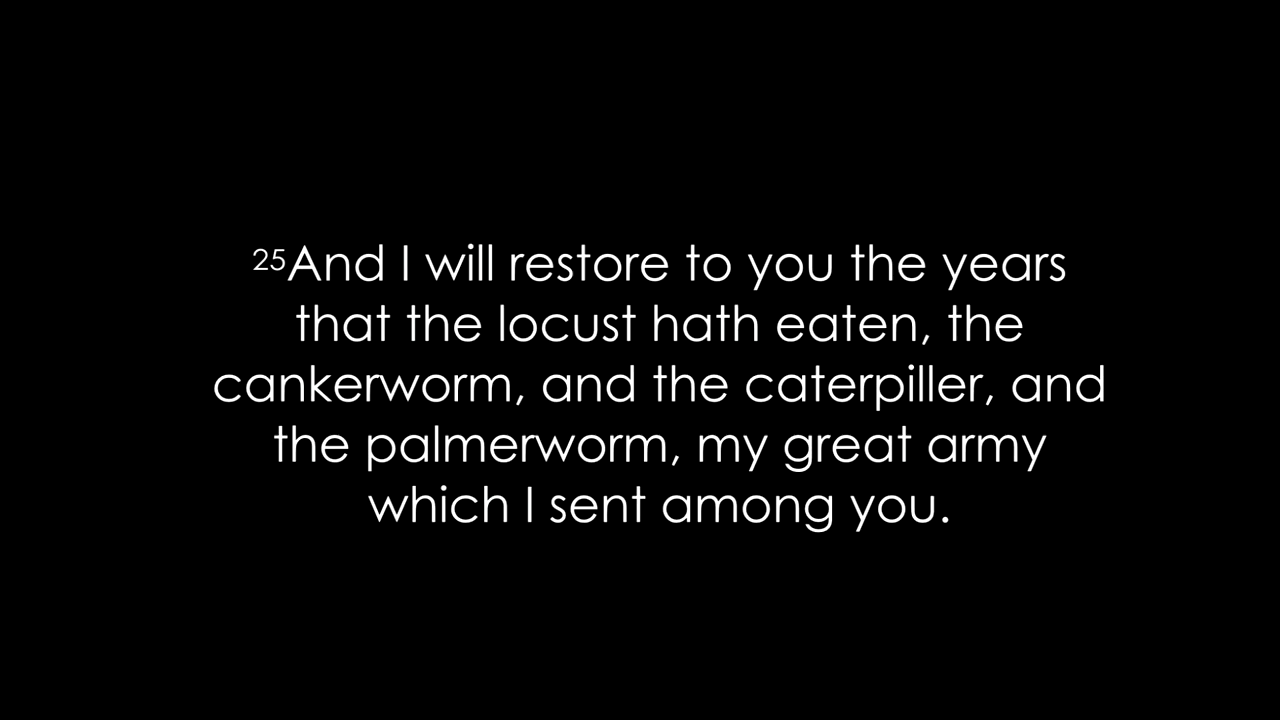 25And I will restore to you the years
that the locust hath eaten, the
cankerworm, and the caterpiller, and
the palmerworm, my great army
which I sent among you.